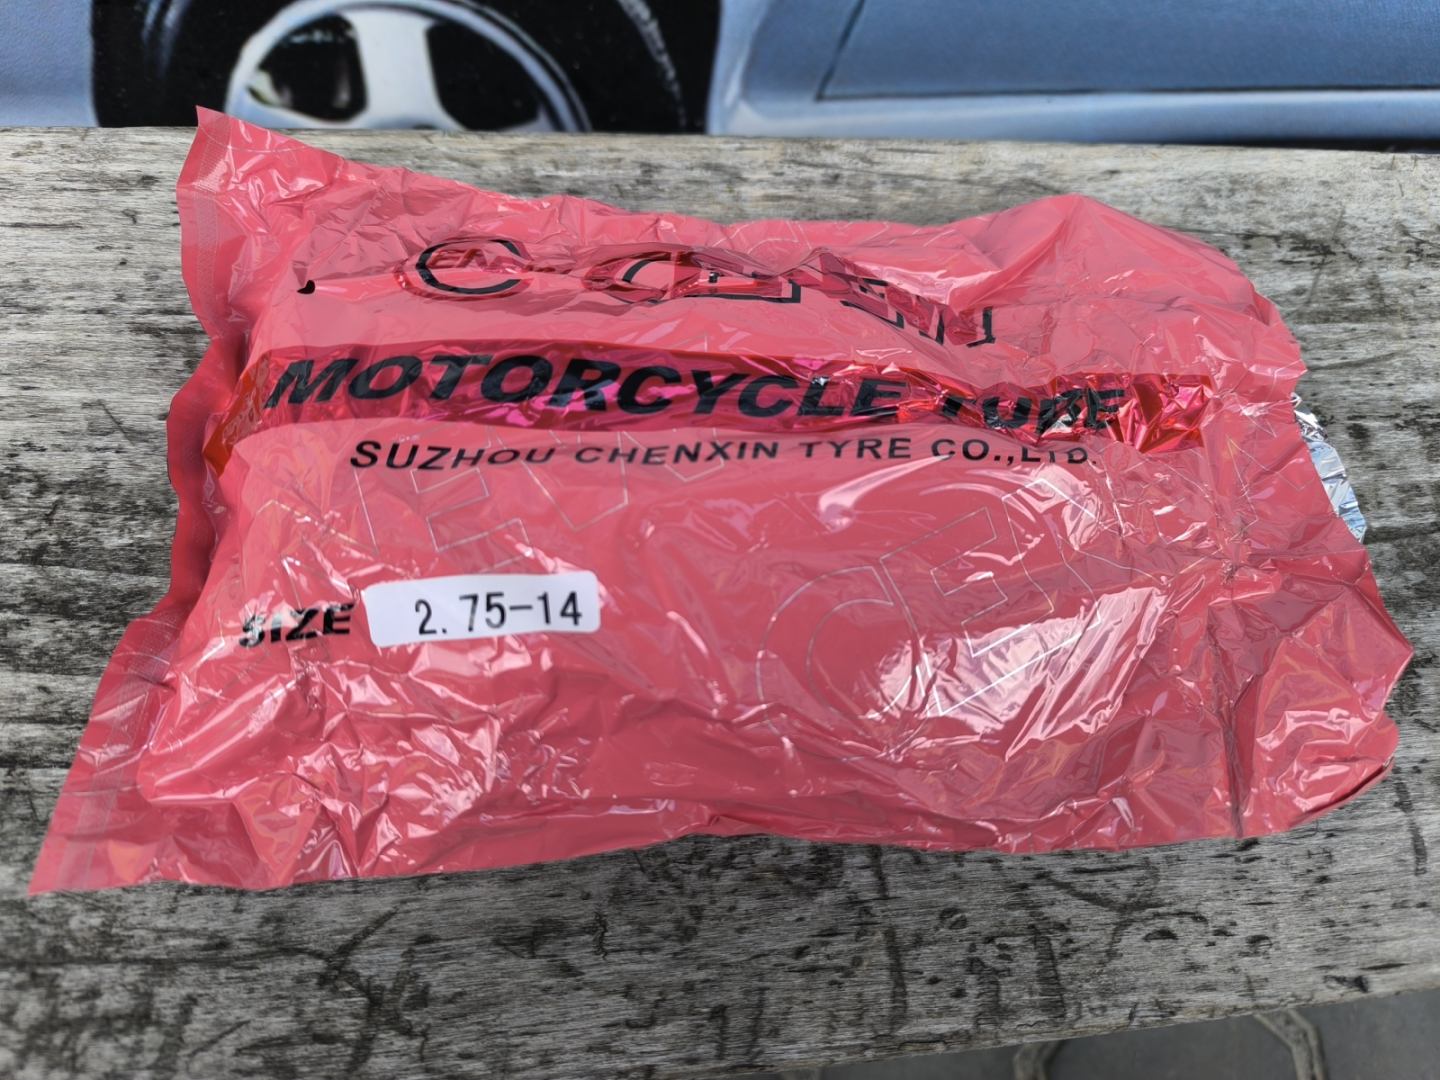 MOTORCYCLE TUBE
SUZHOU CHENXIN TYRE CO.,LTD.
SIZE 2.75-14